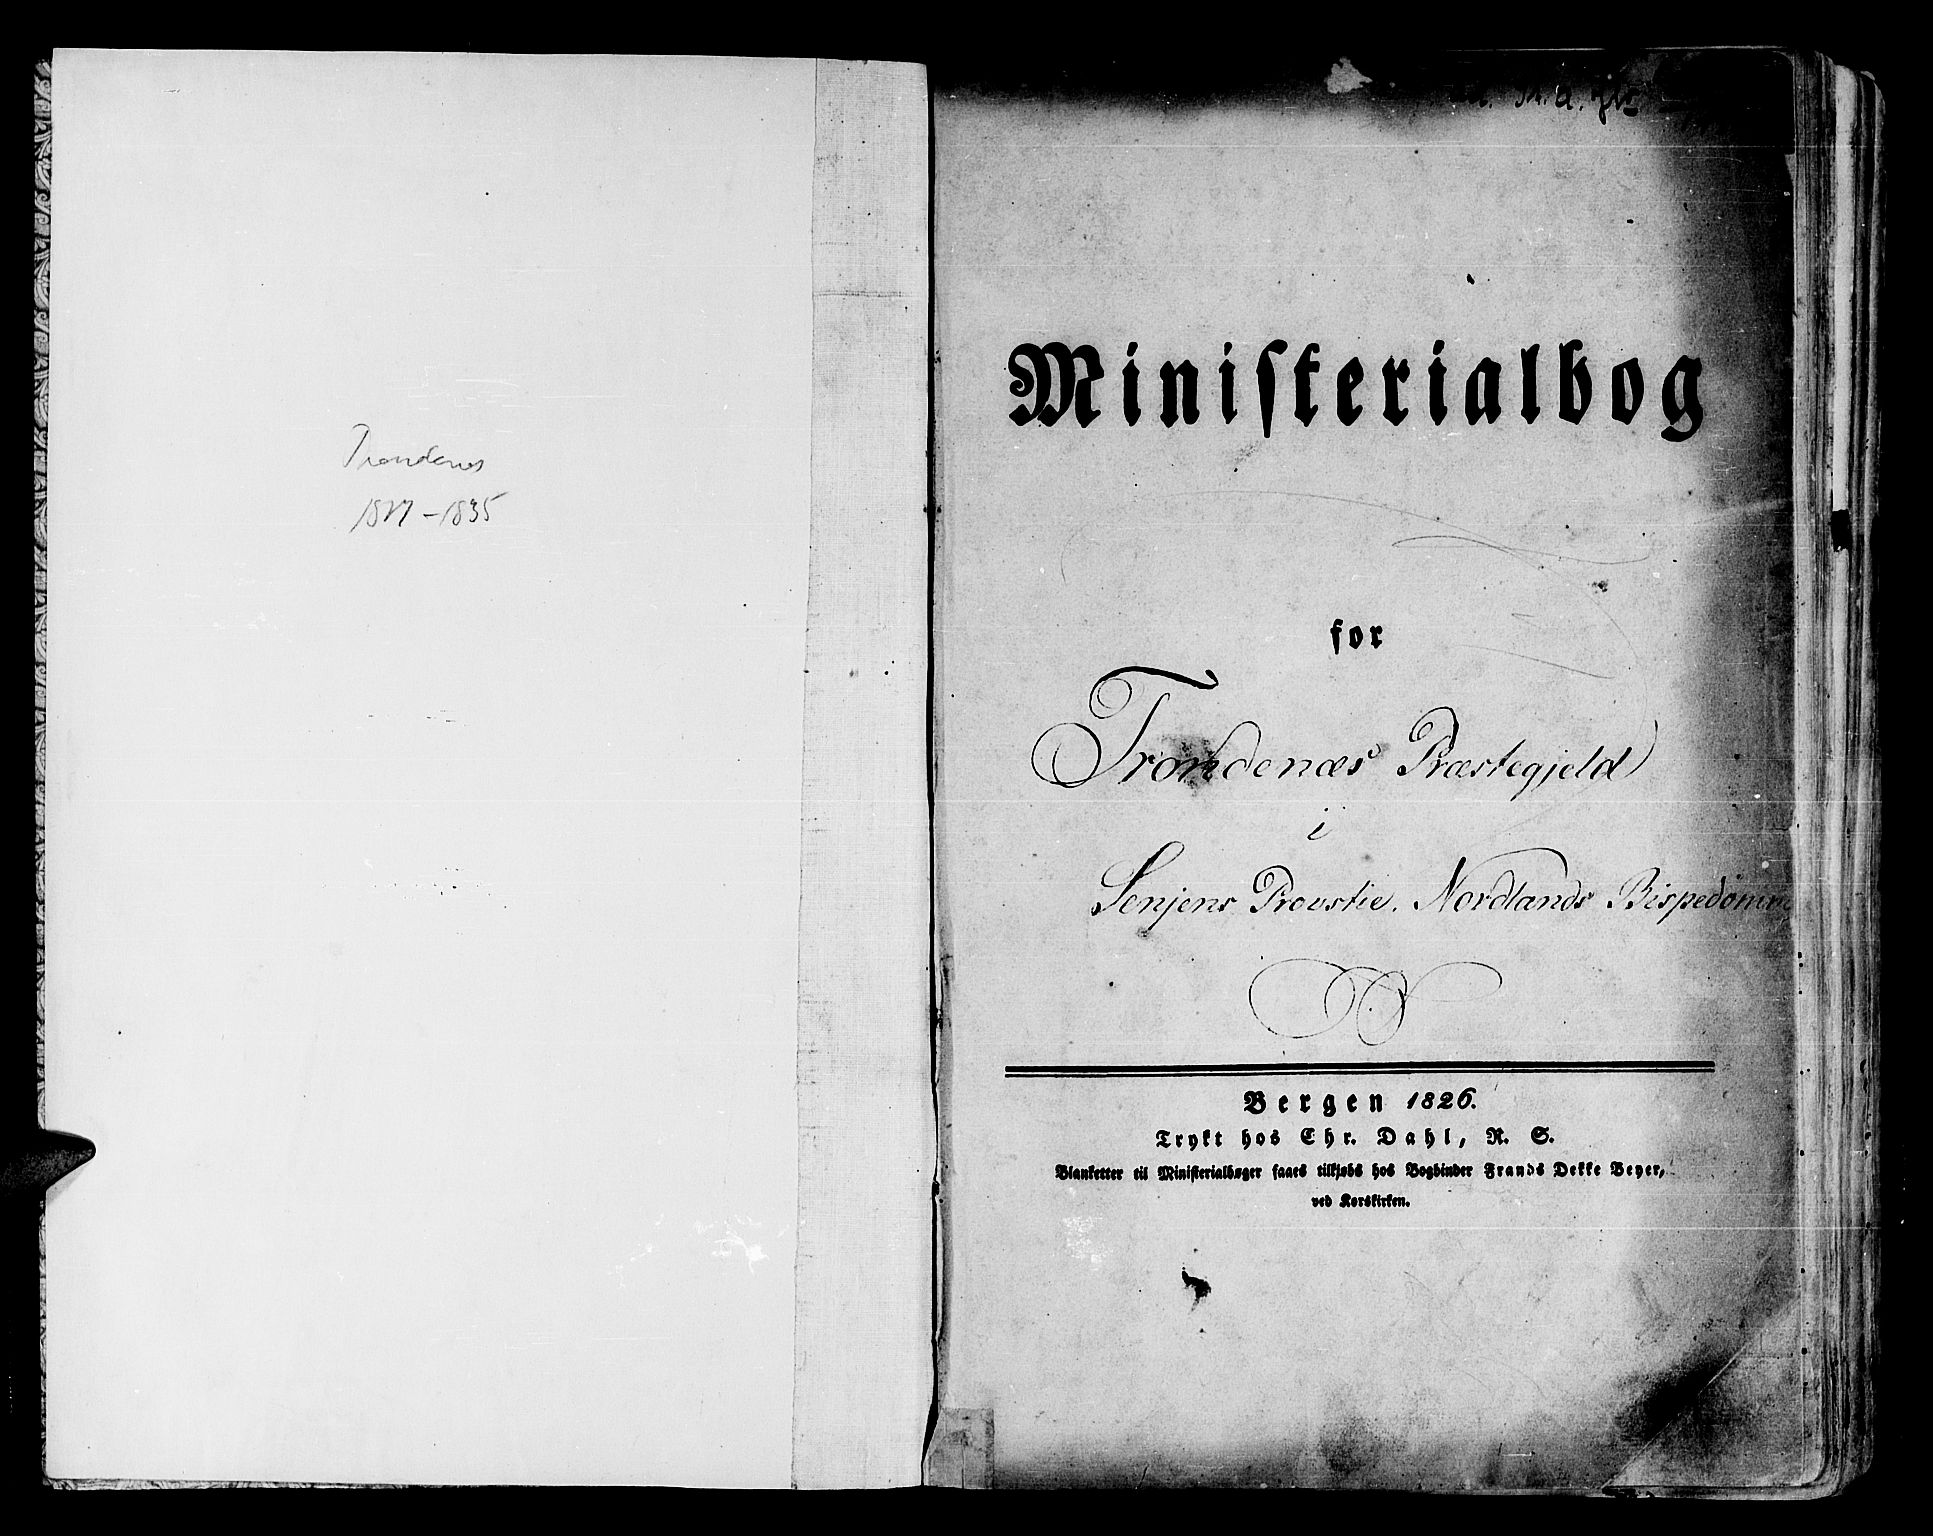 Trondenes
1827-1835
Ministerialbog
for
Trondenæs Præstegjeld
i
Senjens Provstie. Nordlands Bispedømme
Bergen 1826.
Trykt hos Chr. Dahl, R. S.
Blanketter til Ministerialbøger faaes tilkjøbs hos Bogbinder Frands Dekke Beyer,
ved Korskirken.